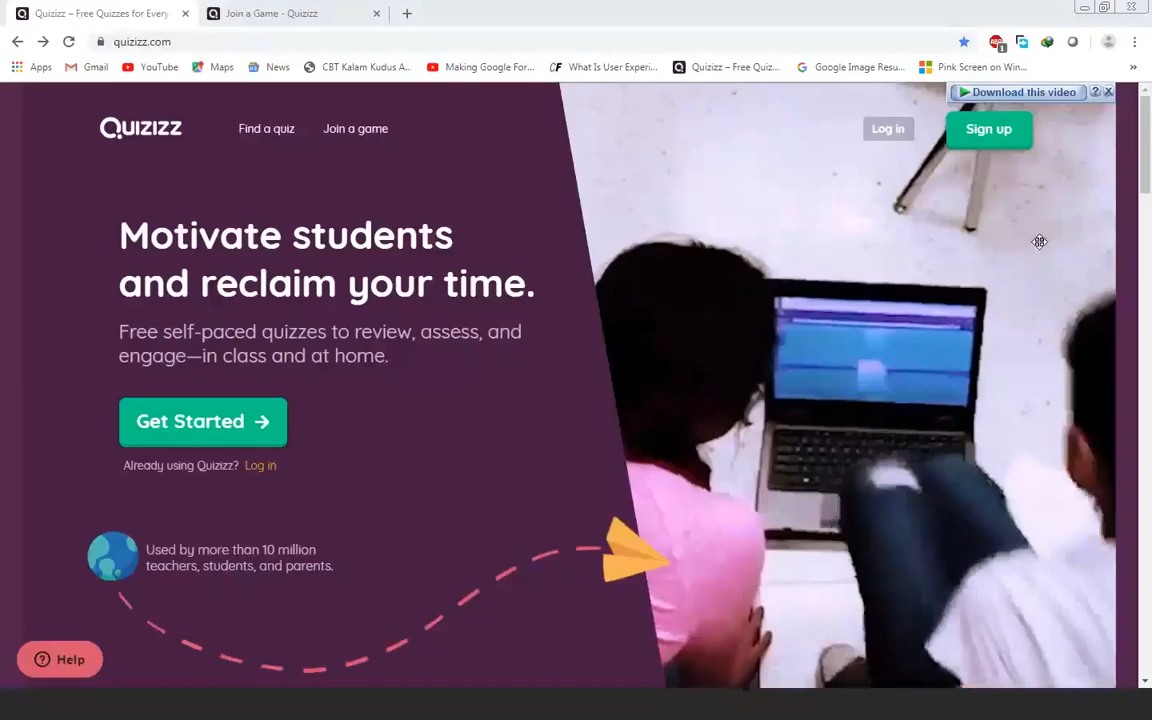 Quizizz – Free Quizzes for Every
Join a Game - Quizizz
quizizz.com
ABP
1
Apps
Gmail
YouTube
Maps
News
CBT Kalam Kudus A...
Making Google For...
What Is User Experi...
Quizizz – Free Quiz...
Google Image Resu...
Pink Screen on Win...
»
Download this video
?
Quizizz
Find a quiz
Join a game
Log in
Sign up
Motivate students
and reclaim your time.
Free self-paced quizzes to review, assess, and
engage—in class and at home.
Get Started →
Already using Quizizz? Log in
Used by more than 10 million
teachers, students, and parents.
? Help